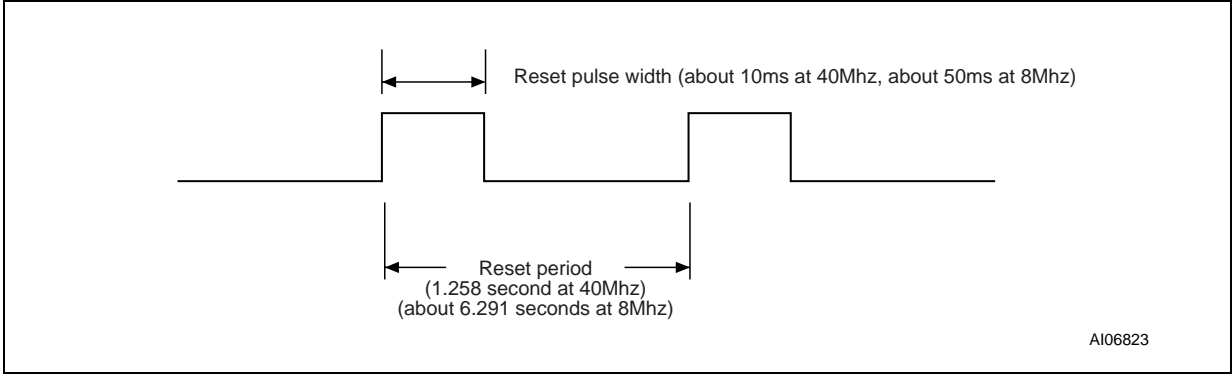 Reset pulse width (about 10ms at 40Mhz, about 50ms at 8Mhz)
Reset period
(1.258 second at 40Mhz)
(about 6.291 seconds at 8Mhz)
AI06823